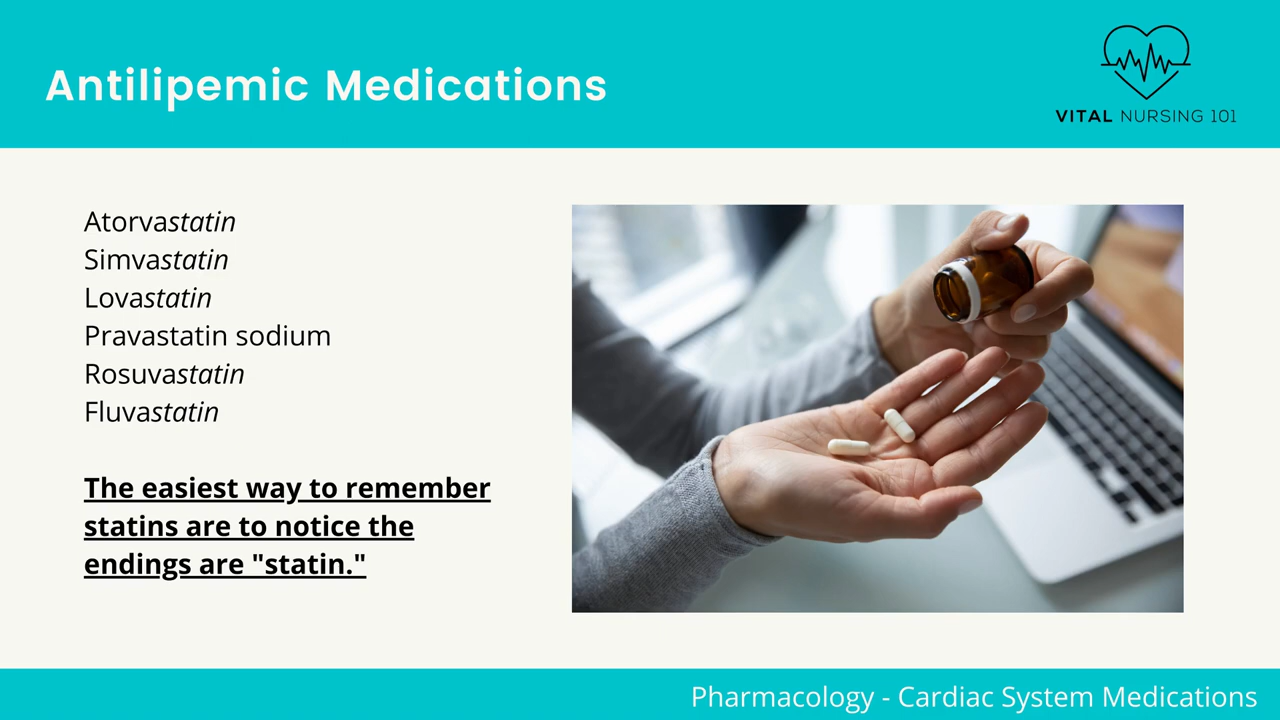 Antilipemic Medications
VITAL NURSING 101
Atorvastatin
Simvastatin
Lovastatin
Pravastatin sodium
Rosuvastatin
Fluvastatin
The easiest way to remember
statins are to notice the
endings are "statin."
Pharmacology - Cardiac System Medications